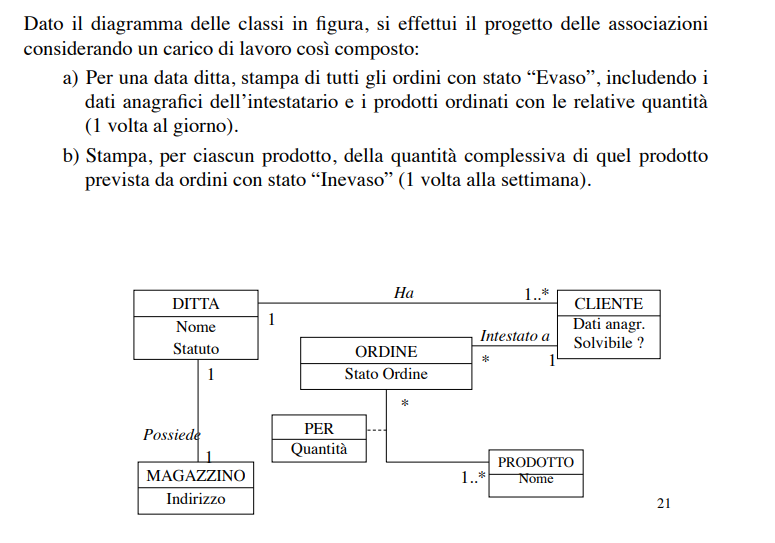 Dato il diagramma delle classi in figura, si effettui il progetto delle associazioni
considerando un carico di lavoro così composto:
a) Per una data ditta, stampa di tutti gli ordini con stato “Evaso”, includendo i
dati anagrafici dell’intestatario e i prodotti ordinati con le relative quantità
(1 volta al giorno).
b) Stampa, per ciascun prodotto, della quantità complessiva di quel prodotto
prevista da ordini con stato “Inevaso” (1 volta alla settimana).
Ha
1..*
DITTA
CLIENTE
Nome
Statuto
1
Dati anagr.
Solvibile ?
Intestato a
ORDINE
*
1
Stato Ordine
1
*
PER
Quantità
Possiede
1
MAGAZZINO
Indirizzo
1..*
PRODOTTO
Nome
21